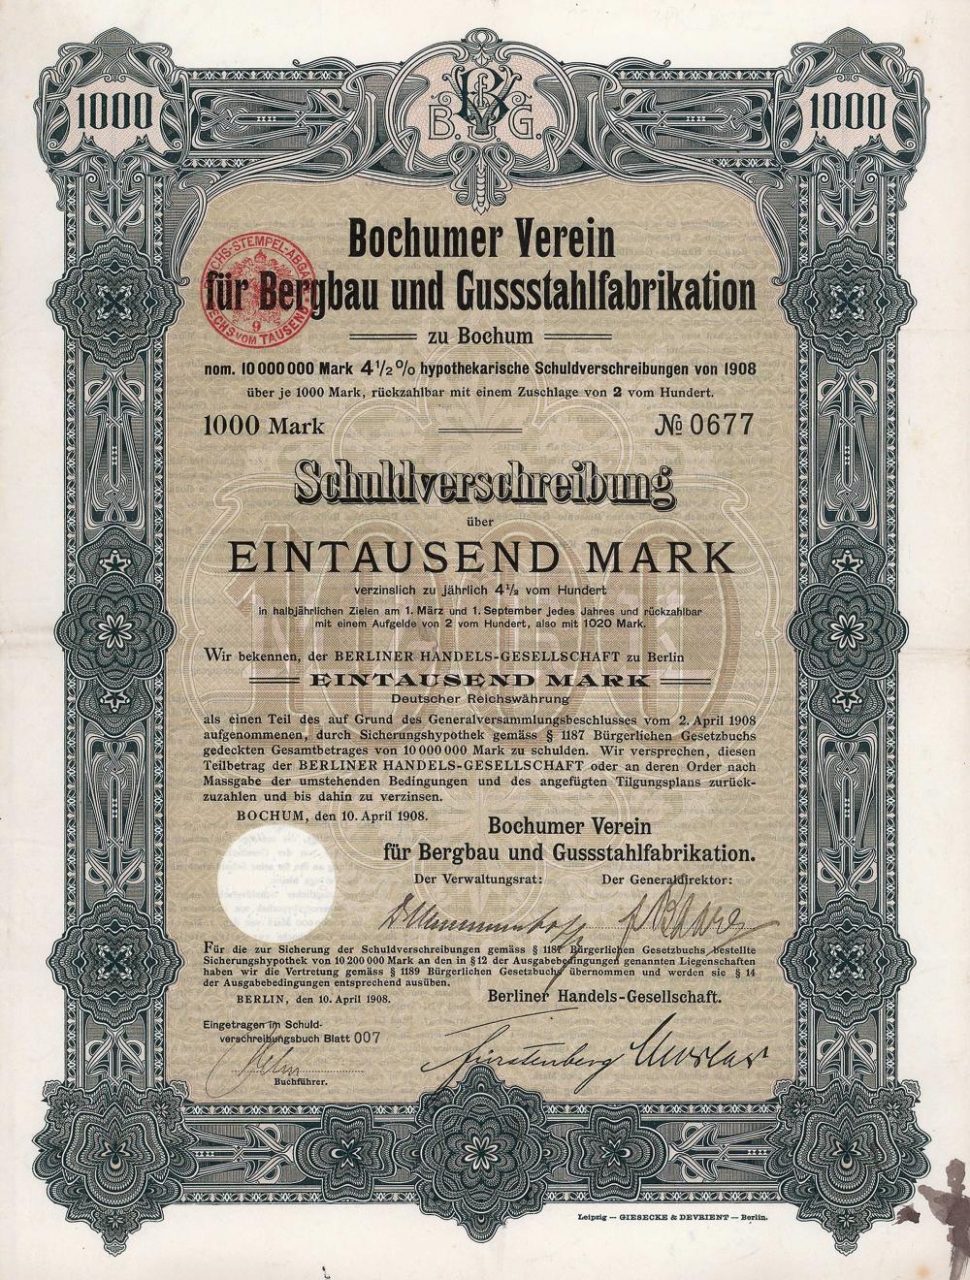 1000
B.V.G.
1000
Bochumer Verein
für Bergbau und Gussstahlfabrikation
REICHS-STEMPEL-ABGABE
SECHS VOM TAUSEND
9
zu Bochum
nom. 10 000 000 Mark 4 1/2 % hypothekarische Schuldverschreibungen von 1908
über je 1000 Mark, rückzahlbar mit einem Zuschlage von 2 vom Hundert.
1000 Mark
№ 0677
Schuldverschreibung
über
EINTAUSEND MARK
verzinslich zu jährlich 4 1/2 vom Hundert
in halbjährlichen Zielen am 1. März und 1. September jedes Jahres und rückzahlbar
mit einem Aufgelde von 2 vom Hundert, also mit 1020 Mark.
Wir bekennen, der BERLINER HANDELS-GESELLSCHAFT zu Berlin
EINTAUSEND MARK
Deutscher Reichswährung
als einen Teil des auf Grund des Generalversammlungsbeschlusses vom 2. April 1908
aufgenommenen, durch Sicherungshypothek gemäss § 1187 Bürgerlichen Gesetzbuchs
gedeckten Gesamtbetrages von 10 000 000 Mark zu schulden. Wir versprechen, diesen
Teilbetrag der BERLINER HANDELS-GESELLSCHAFT oder an deren Order nach
Massgabe der umstehenden Bedingungen und des angefügten Tilgungsplans zurück-
zuzahlen und bis dahin zu verzinsen.
BOCHUM, den 10. April 1908.
Bochumer Verein
für Bergbau und Gussstahlfabrikation.
Der Verwaltungsrat:
Der Generaldirektor:
Für die zur Sicherung der Schuldverschreibungen gemäss § 1187 Bürgerlichen Gesetzbuchs bestellte
Sicherungshypothek von 10 200 000 Mark an den in § 12 der Ausgabebedingungen genannten Liegenschaften
haben wir die Vertretung gemäss § 1189 Bürgerlichen Gesetzbuchs übernommen und werden sie § 14
der Ausgabebedingungen entsprechend ausüben.
BERLIN, den 10. April 1908.
Berliner Handels-Gesellschaft.
Eingetragen im Schuld-
verschreibungsbuch Blatt 007
Fürstenberg
Buchführer.
Leipzig — GIESECKE & DEVRIENT — Berlin.